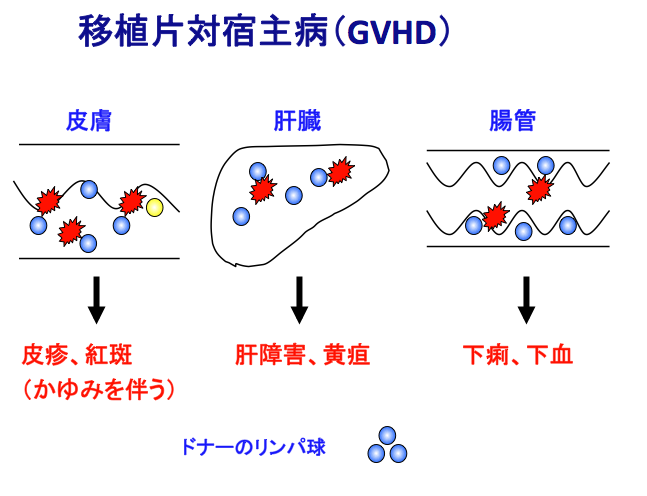 移植片対宿主病（GVHD）
皮膚
肝臓
腸管
皮疹、紅斑
（かゆみを伴う）
肝障害、黄疸
下痢、下血
ドナーのリンパ球